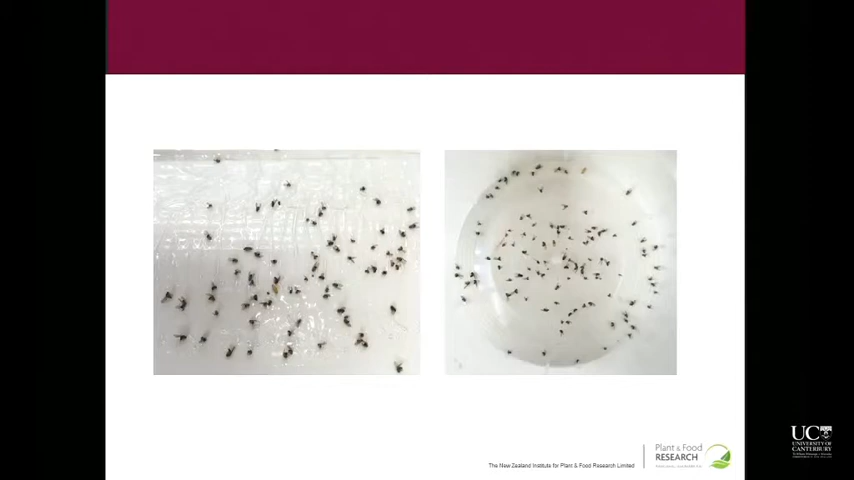 The New Zealand Institute for Plant & Food Research Limited
Plant & Food
RESEARCH
UC
UNIVERSITY OF
CANTERBURY